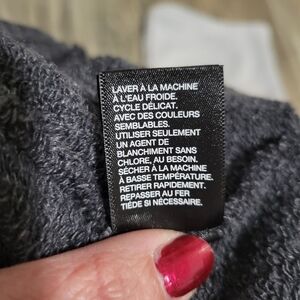 LAVER À LA MACHINE
À L'EAU FROIDE.
CYCLE DÉLICAT.
AVEC DES COULEURS
SEMBLABLES.
UTILISER SEULEMENT
UN AGENT DE
BLANCHIMENT SANS
CHLORE, AU BESOIN.
SÉCHER À LA MACHINE
À BASSE TEMPÉRATURE.
RETIRER RAPIDEMENT.
REPASSER AU FER
TIÈDE SI NÉCESSAIRE.